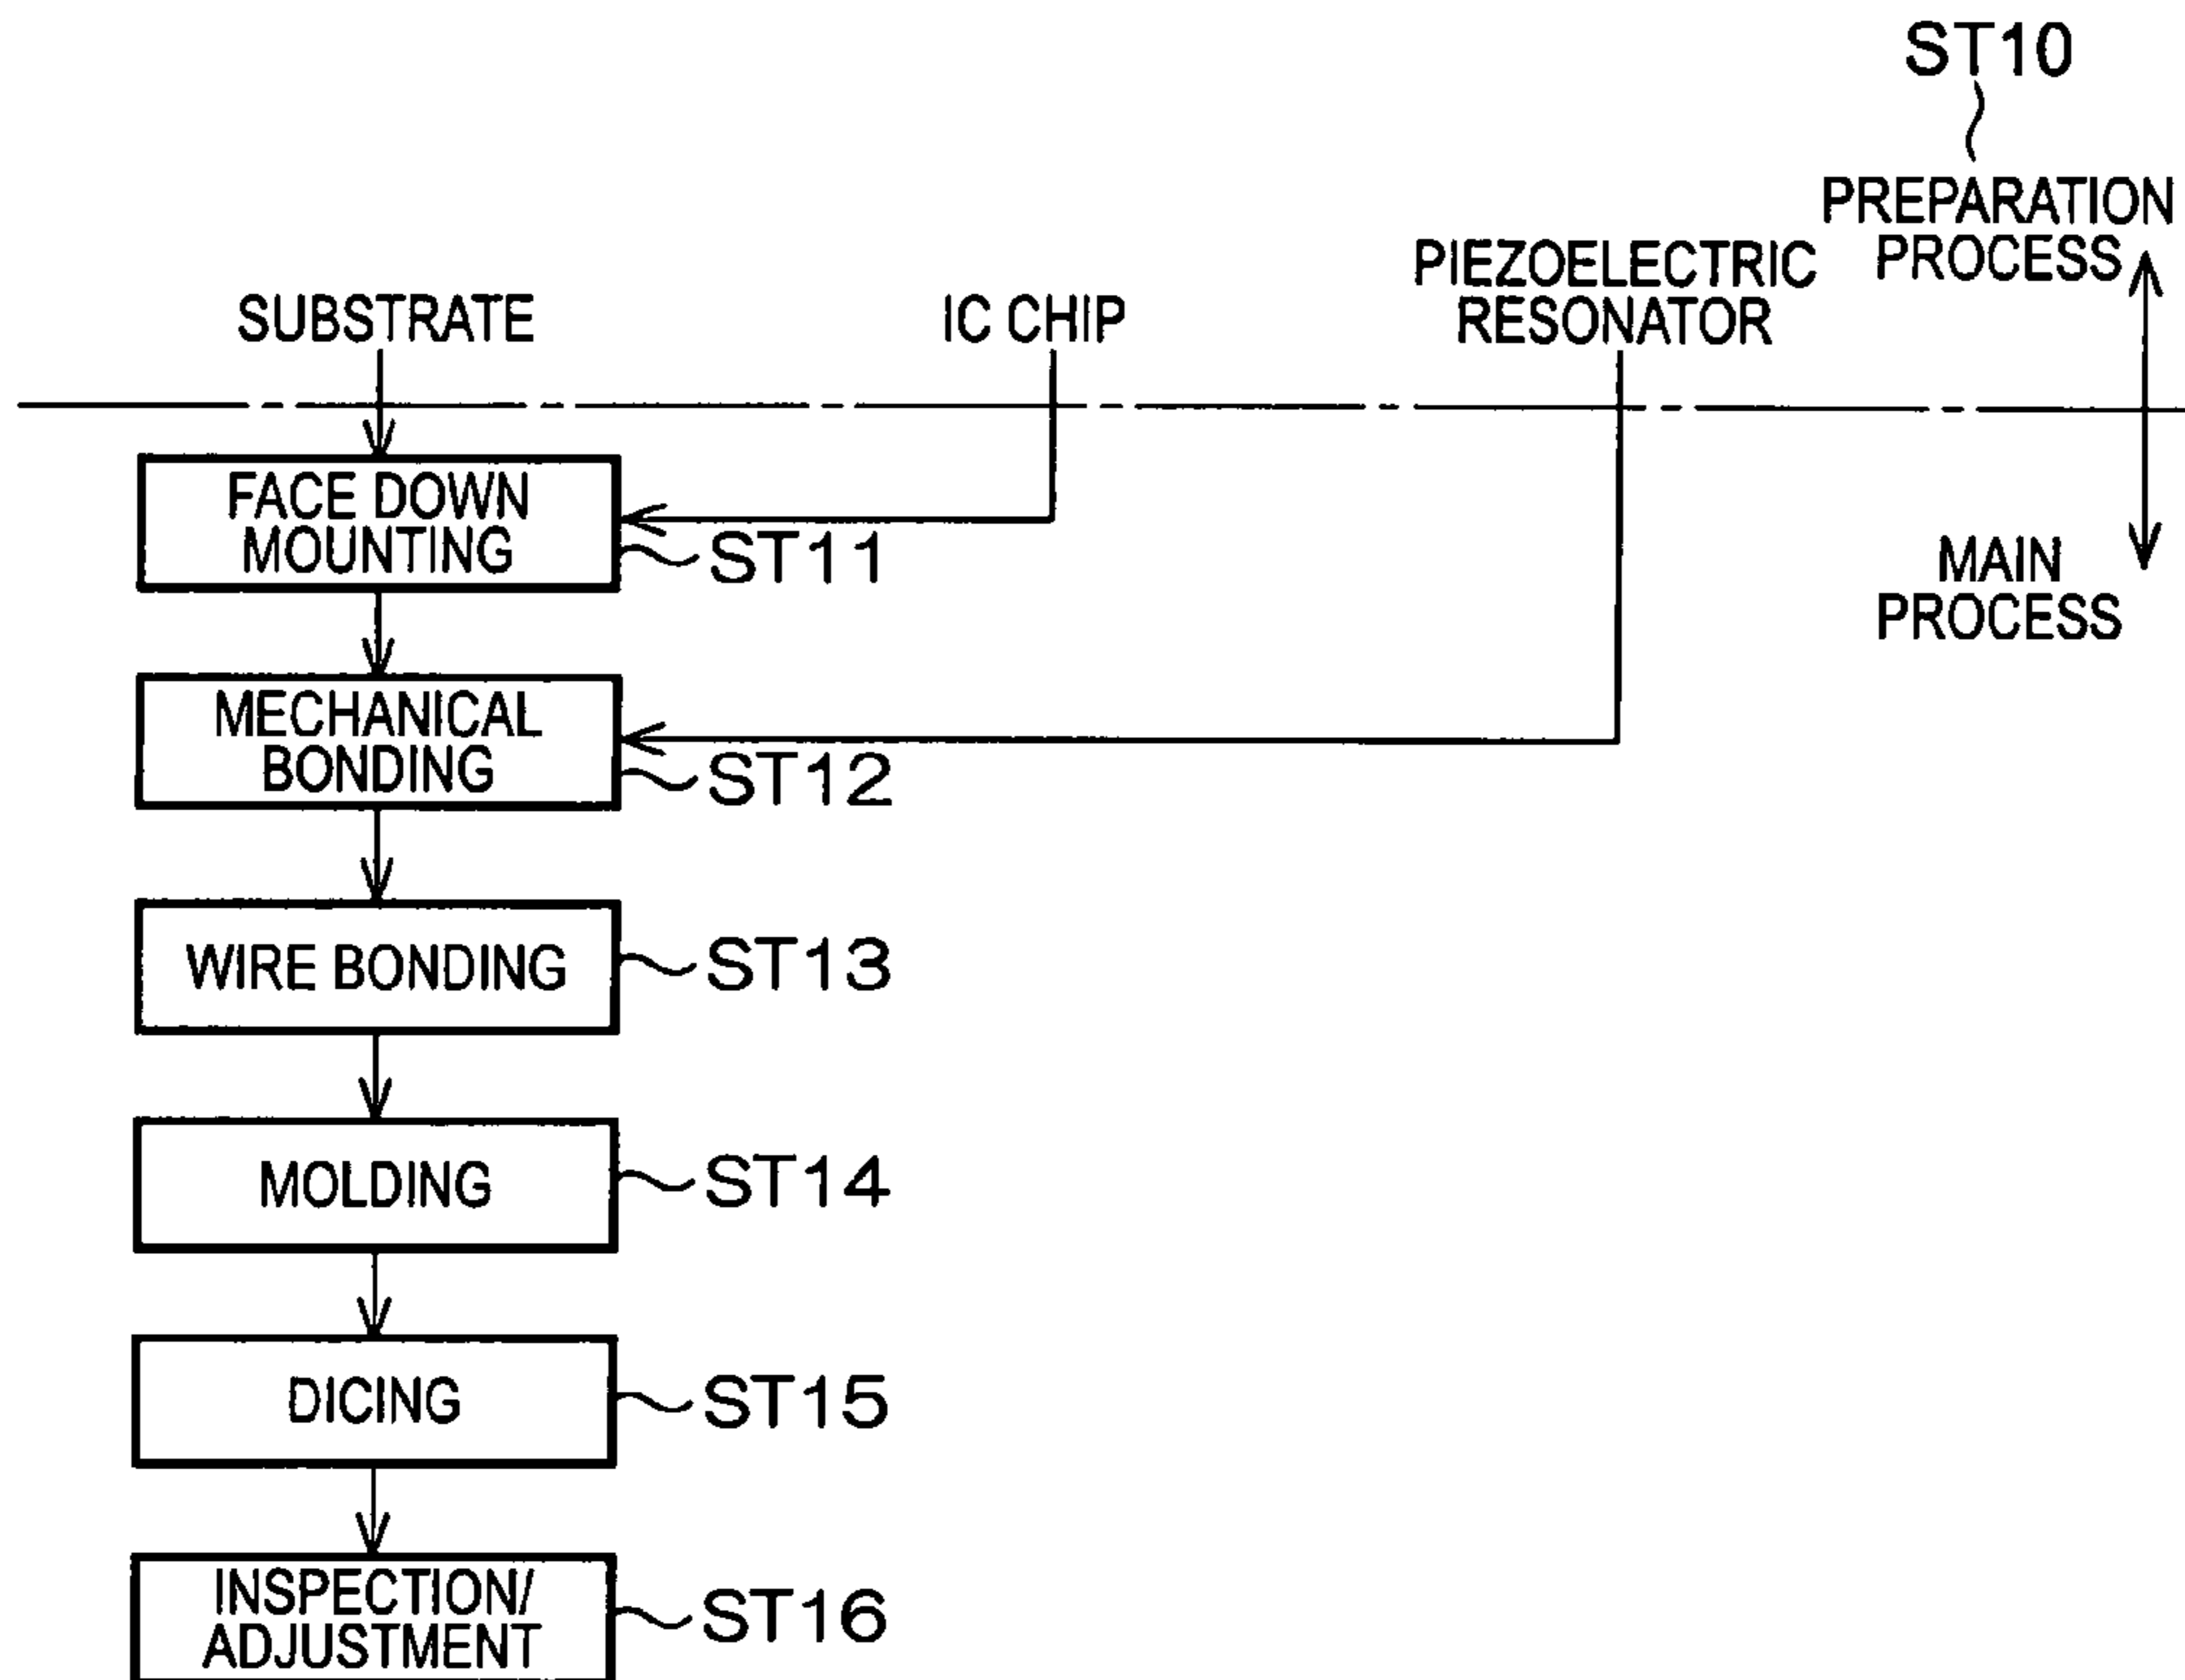 ST10
PREPARATION
PROCESS
PIEZOELECTRIC
RESONATOR
SUBSTRATE
IC CHIP
FACE DOWN
MOUNTING
ST11
MAIN
PROCESS
MECHANICAL
BONDING
ST12
WIRE BONDING
ST13
MOLDING
ST14
DICING
ST15
INSPECTION/
ADJUSTMENT
ST16